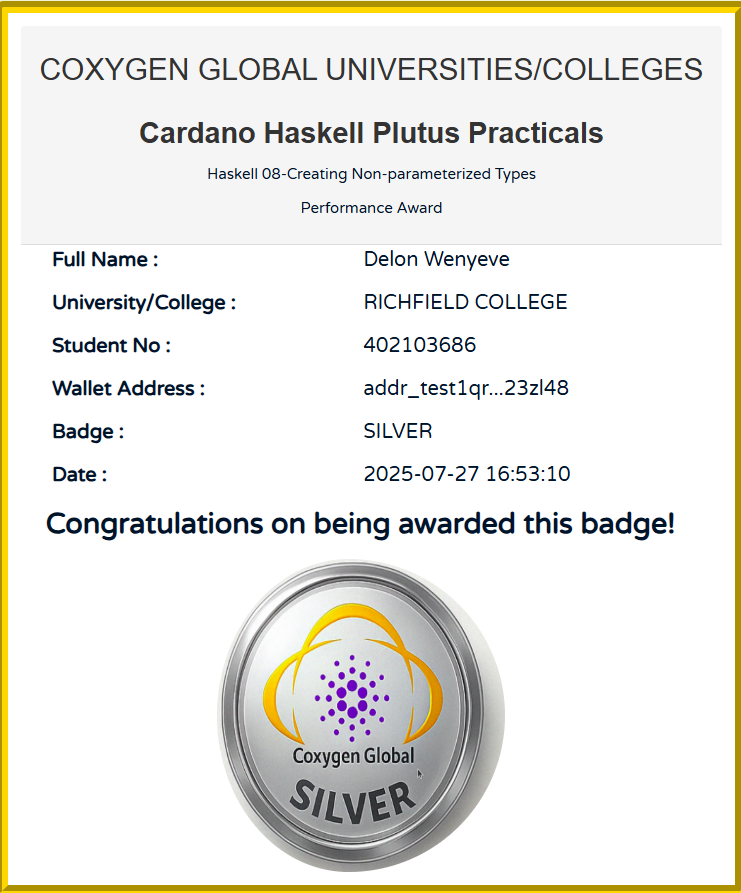 COXYGEN GLOBAL UNIVERSITIES/COLLEGES
Cardano Haskell Plutus Practicals
Haskell 08-Creating Non-parameterized Types
Performance Award
Full Name : Delon Wenyeve
University/College : RICHFIELD COLLEGE
Student No : 402103686
Wallet Address : addr_test1qr...23zl48
Badge : SILVER
Date : 2025-07-27 16:53:10
Congratulations on being awarded this badge!
Coxygen Global
SILVER